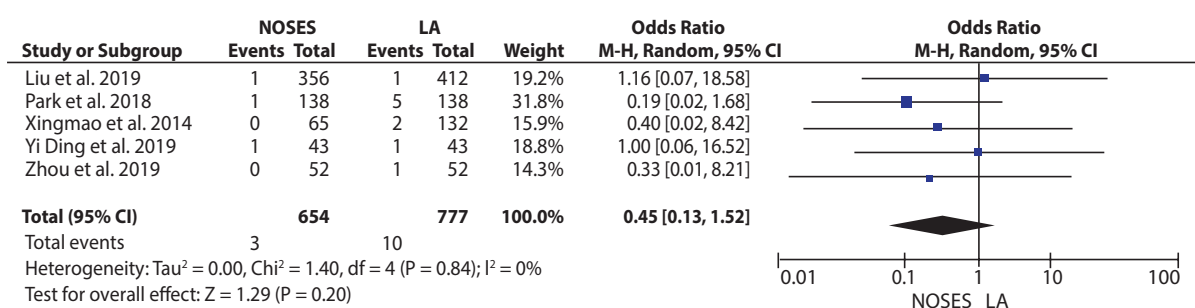 NOSES LA Odds Ratio Odds Ratio
Study or Subgroup Events Total Events Total Weight M-H, Random, 95% CI M-H, Random, 95% CI
Liu et al. 2019 1 356 1 412 19.2% 1.16 [0.07, 18.58]
Park et al. 2018 1 138 5 138 31.8% 0.19 [0.02, 1.68]
Xingmao et al. 2014 0 65 2 132 15.9% 0.40 [0.02, 8.42]
Yi Ding et al. 2019 1 43 1 43 18.8% 1.00 [0.06, 16.52]
Zhou et al. 2019 0 52 1 52 14.3% 0.33 [0.01, 8.21]
Total (95% CI) 654 777 100.0% 0.45 [0.13, 1.52]
Total events 3 10
Heterogeneity: Tau² = 0.00, Chi² = 1.40, df = 4 (P = 0.84); I² = 0%
Test for overall effect: Z = 1.29 (P = 0.20)
0.01 0.1 1 10 100
NOSES LA